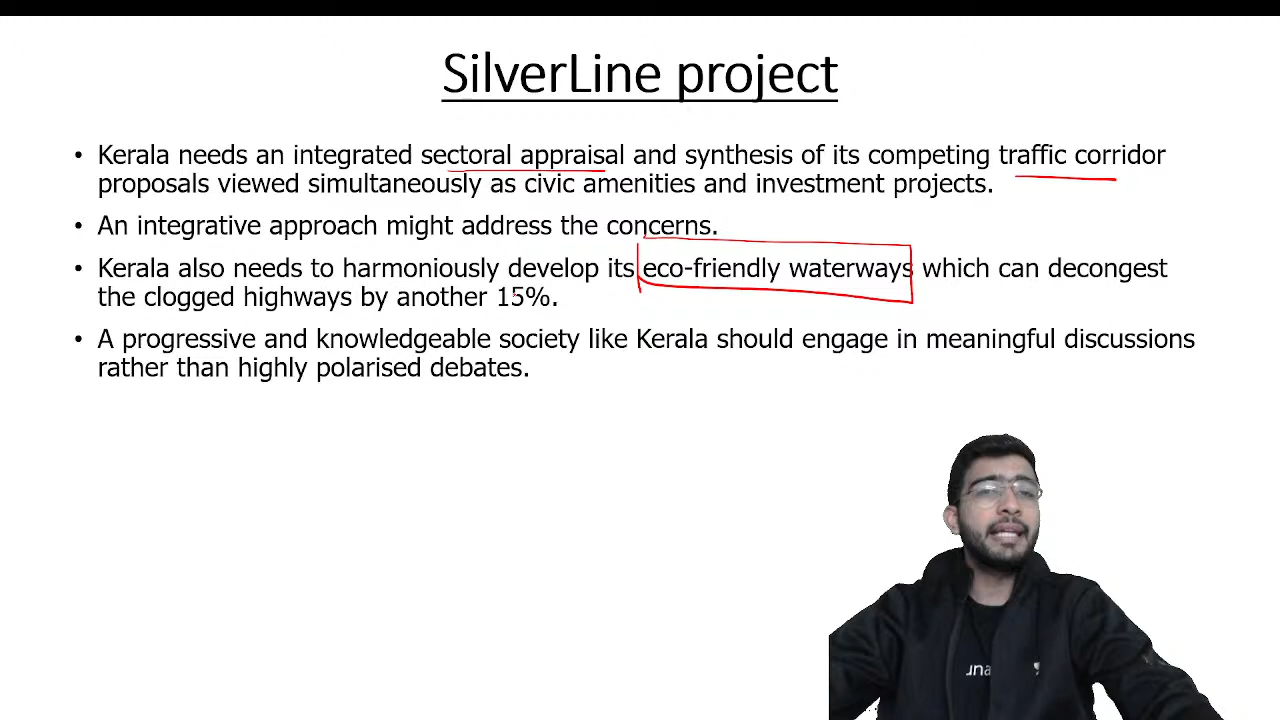 SilverLine project
• Kerala needs an integrated sectoral appraisal and synthesis of its competing traffic corridor
proposals viewed simultaneously as civic amenities and investment projects.
• An integrative approach might address the concerns.
• Kerala also needs to harmoniously develop its eco-friendly waterways which can decongest
the clogged highways by another 15%.
• A progressive and knowledgeable society like Kerala should engage in meaningful discussions
rather than highly polarised debates.